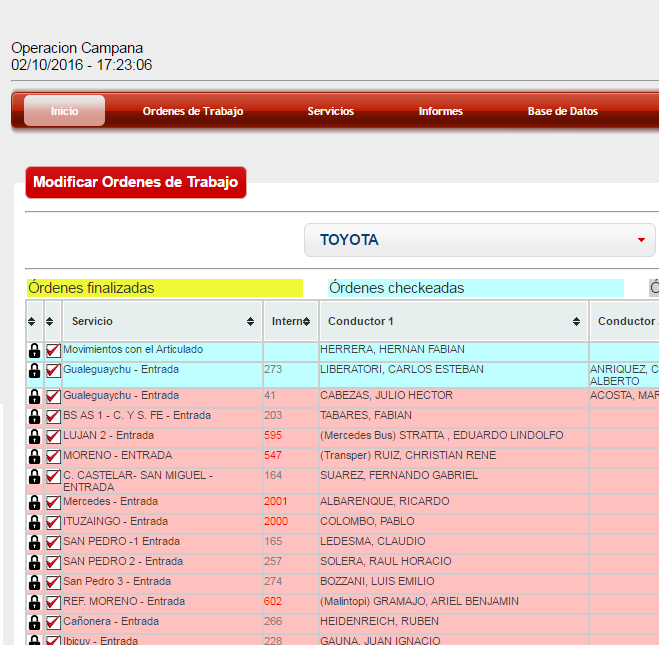 Operacion Campana
02/10/2016 - 17:23:06
Inicio Ordenes de Trabajo Servicios Informes Base de Datos
Modificar Ordenes de Trabajo
TOYOTA
Órdenes finalizadas Órdenes checkeadas
Servicio Interno Conductor 1 Conductor
Movimientos con el Articulado HERRERA, HERNAN FABIAN
Gualeguaychu - Entrada 273 LIBERATORI, CARLOS ESTEBAN ANRIQUEZ, C
ALBERTO
Gualeguaychu - Entrada 41 CABEZAS, JULIO HECTOR ACOSTA, MAR
BS AS 1 - C. Y S. FE - Entrada 203 TABARES, FABIAN
LUJAN 2 - Entrada 595 (Mercedes Bus) STRATTA , EDUARDO LINDOLFO
MORENO - ENTRADA 547 (Transper) RUIZ, CHRISTIAN RENE
C. CASTELAR- SAN MIGUEL - 164 SUAREZ, FERNANDO GABRIEL
ENTRADA
Mercedes - Entrada 2001 ALBARENQUE, RICARDO
ITUZAINGO - Entrada 2000 COLOMBO, PABLO
SAN PEDRO -1 Entrada 165 LEDESMA, CLAUDIO
SAN PEDRO 2 - Entrada 257 SOLERA, RAUL HORACIO
San Pedro 3 - Entrada 274 BOZZANI, LUIS EMILIO
REF. MORENO - Entrada 602 (Malintopi) GRAMAJO, ARIEL BENJAMIN
Cañonera - Entrada 266 HEIDENREICH, RUBEN
Ibicuy - Entrada 228 GAUNA, JUAN IGNACIO